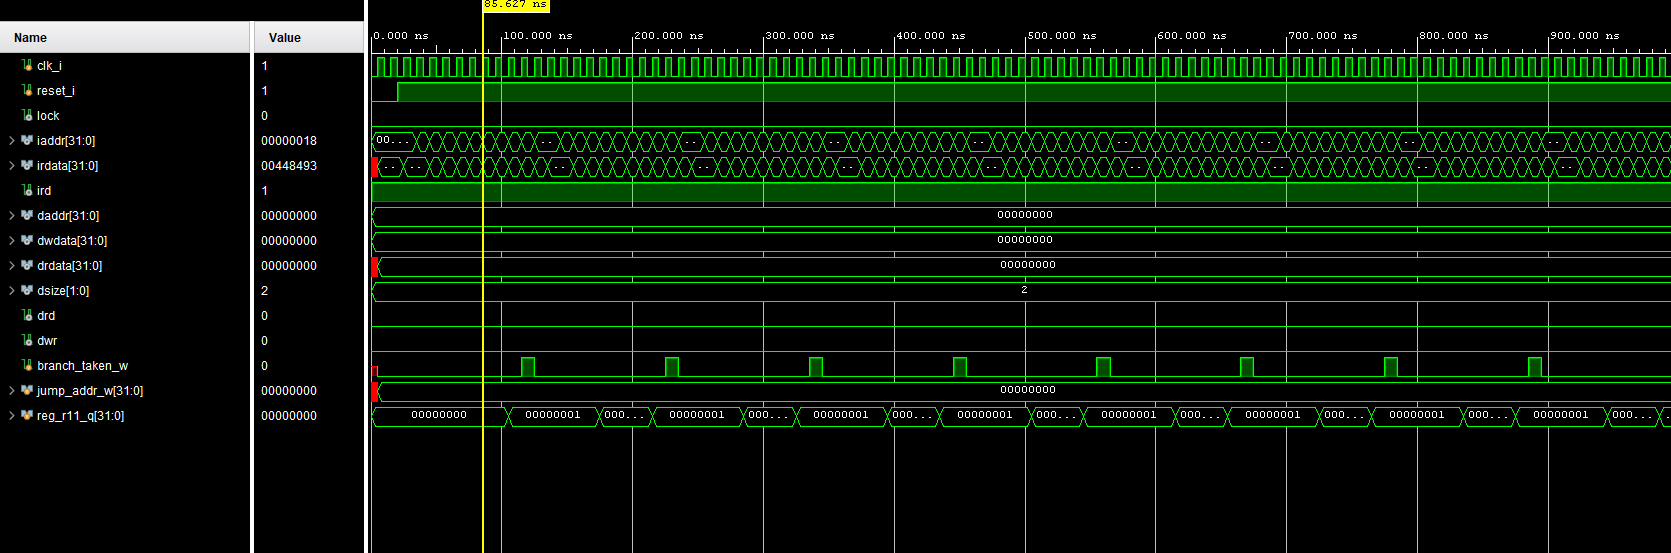 85.627 ns
Name Value
0.000 ns 100.000 ns 200.000 ns 300.000 ns 400.000 ns 500.000 ns 600.000 ns 700.000 ns 800.000 ns 900.000 ns
clk_i 1
reset_i 1
lock 0
iaddr[31:0] 00000018 00... -- -- -- -- -- -- -- --
irdata[31:0] 00448493 -- -- -- -- -- -- -- -- -- --
ird 1
daddr[31:0] 00000000 00000000
dwdata[31:0] 00000000 00000000
drdata[31:0] 00000000 00000000
dsize[1:0] 2 2
drd 0
dwr 0
branch_taken_w 0
jump_addr_w[31:0] 00000000 00000000
reg_r11_q[31:0] 00000000 00000000 00000001 000... 00000001 000... 00000001 000... 00000001 000... 00000001 000... 00000001 000... 00000001 000... 00000001 000...